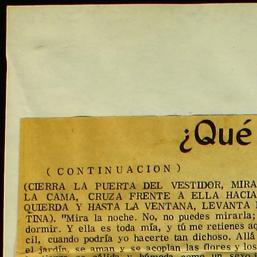 ¿Qué
( CONTINUACION )
(CIERRA LA PUERTA DEL VESTIDOR, MIRA
LA CAMA, CRUZA FRENTE A ELLA HACIA
QUIERDA Y HASTA LA VENTANA, LEVANTA
TINA). "Mira la noche. No, no puedes mirarla;
dormir. Y ella es toda mía, y tú me retienes aq
cil, cuando podría yo hacerte tan dichoso. Allá
el jardín, se aman y se acoplan las flores y los